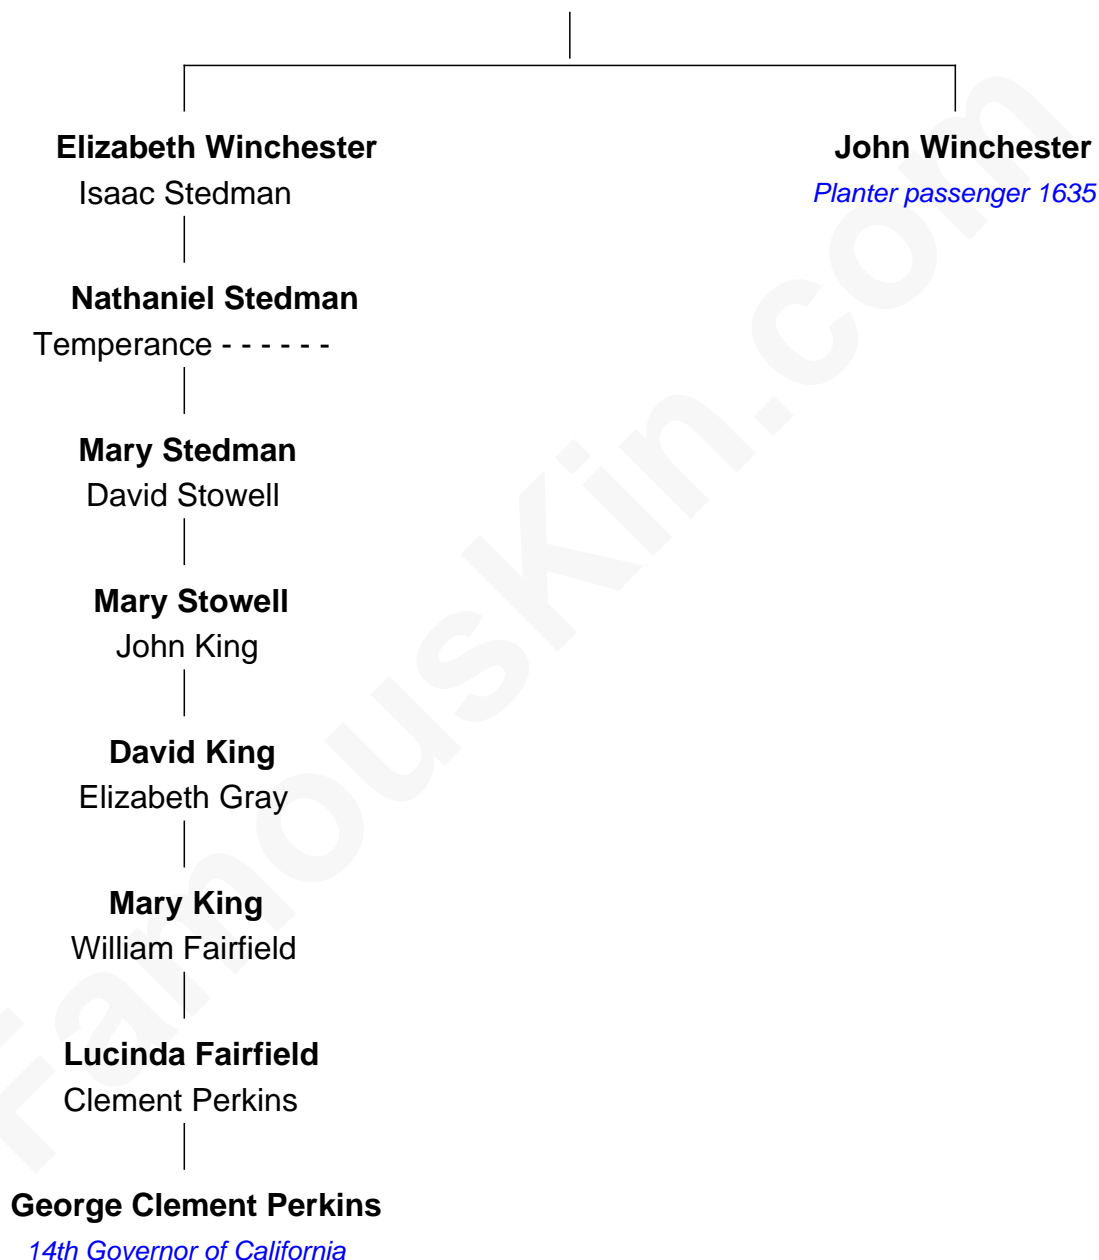 Elizabeth Winchester
Isaac Stedman
John Winchester
Planter passenger 1635
Nathaniel Stedman
Temperance - - - - - -
Mary Stedman
David Stowell
Mary Stowell
John King
David King
Elizabeth Gray
Mary King
William Fairfield
Lucinda Fairfield
Clement Perkins
George Clement Perkins
14th Governor of California
FamousKin.com